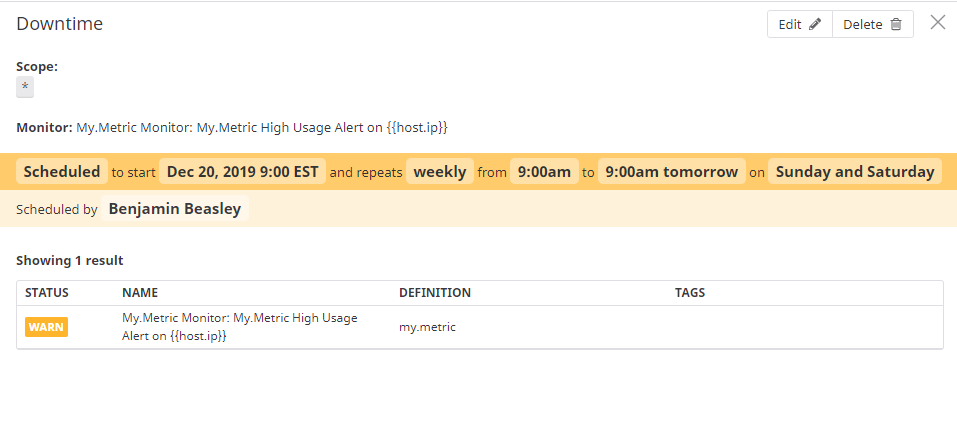 Downtime
Edit
Delete
Scope:
*
Monitor: My.Metric Monitor: My.Metric High Usage Alert on {{host.ip}}
Scheduled to start Dec 20, 2019 9:00 EST and repeats weekly from 9:00am to 9:00am tomorrow on Sunday and Saturday
Scheduled by Benjamin Beasley
Showing 1 result
STATUS NAME DEFINITION TAGS
WARN
My.Metric Monitor: My.Metric High Usage
Alert on {{host.ip}}
my.metric